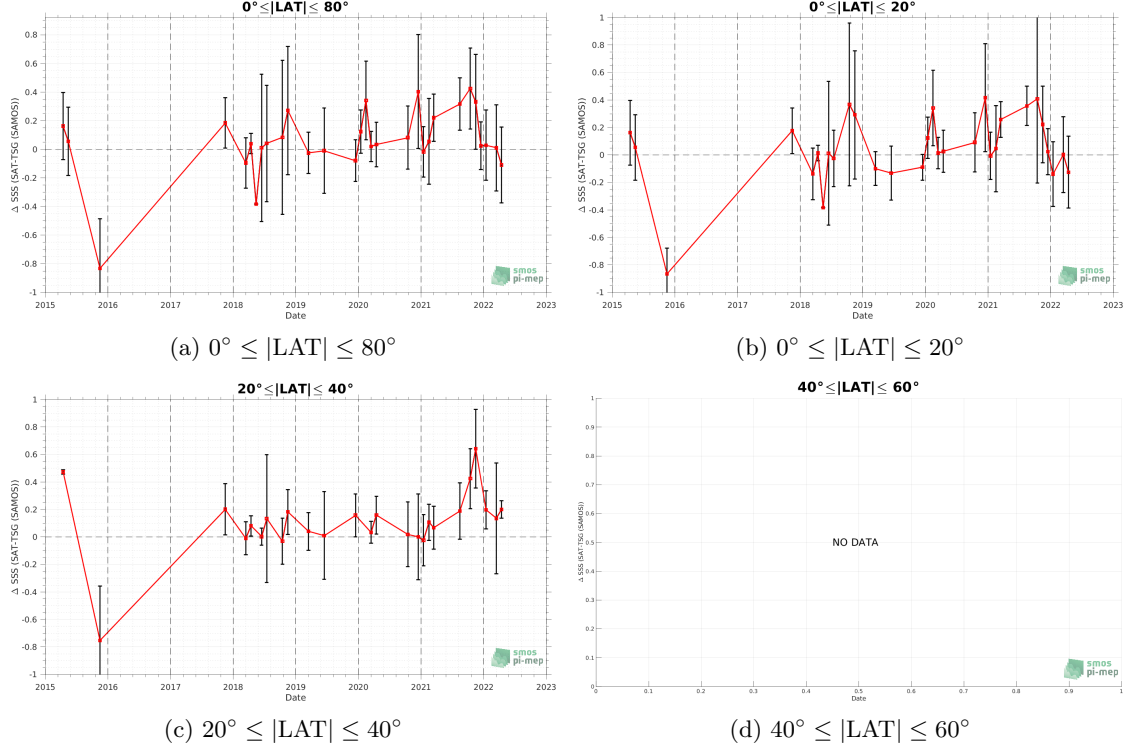 0°≤|LAT|≤ 80°
0.8
0.6
0.4
0.2
0
-0.2
-0.4
-0.6
-0.8
-1
Δ SSS (SAT-TSG (SAMOS))
2015 2016 2017 2018 2019 2020 2021 2022 2023
Date
smos
pi-mep
(a) 0° ≤ |LAT| ≤ 80°
0°≤|LAT|≤ 20°
1
0.8
0.6
0.4
0.2
0
-0.2
-0.4
-0.6
-0.8
-1
Δ SSS (SAT-TSG (SAMOS))
2015 2016 2017 2018 2019 2020 2021 2022 2023
Date
smos
pi-mep
(b) 0° ≤ |LAT| ≤ 20°
20°≤|LAT|≤ 40°
1
0.8
0.6
0.4
0.2
0
-0.2
-0.4
-0.6
-0.8
-1
Δ SSS (SAT-TSG (SAMOS))
2015 2016 2017 2018 2019 2020 2021 2022 2023
Date
smos
pi-mep
(c) 20° ≤ |LAT| ≤ 40°
40°≤|LAT|≤ 60°
1
0.9
0.8
0.7
0.6
0.5
0.4
0.3
0.2
0.1
0
Δ SSS (SAT-TSG (SAMOS))
NO DATA
0 0.1 0.2 0.3 0.4 0.5 0.6 0.7 0.8 0.9 1
Date
smos
pi-mep
(d) 40° ≤ |LAT| ≤ 60°